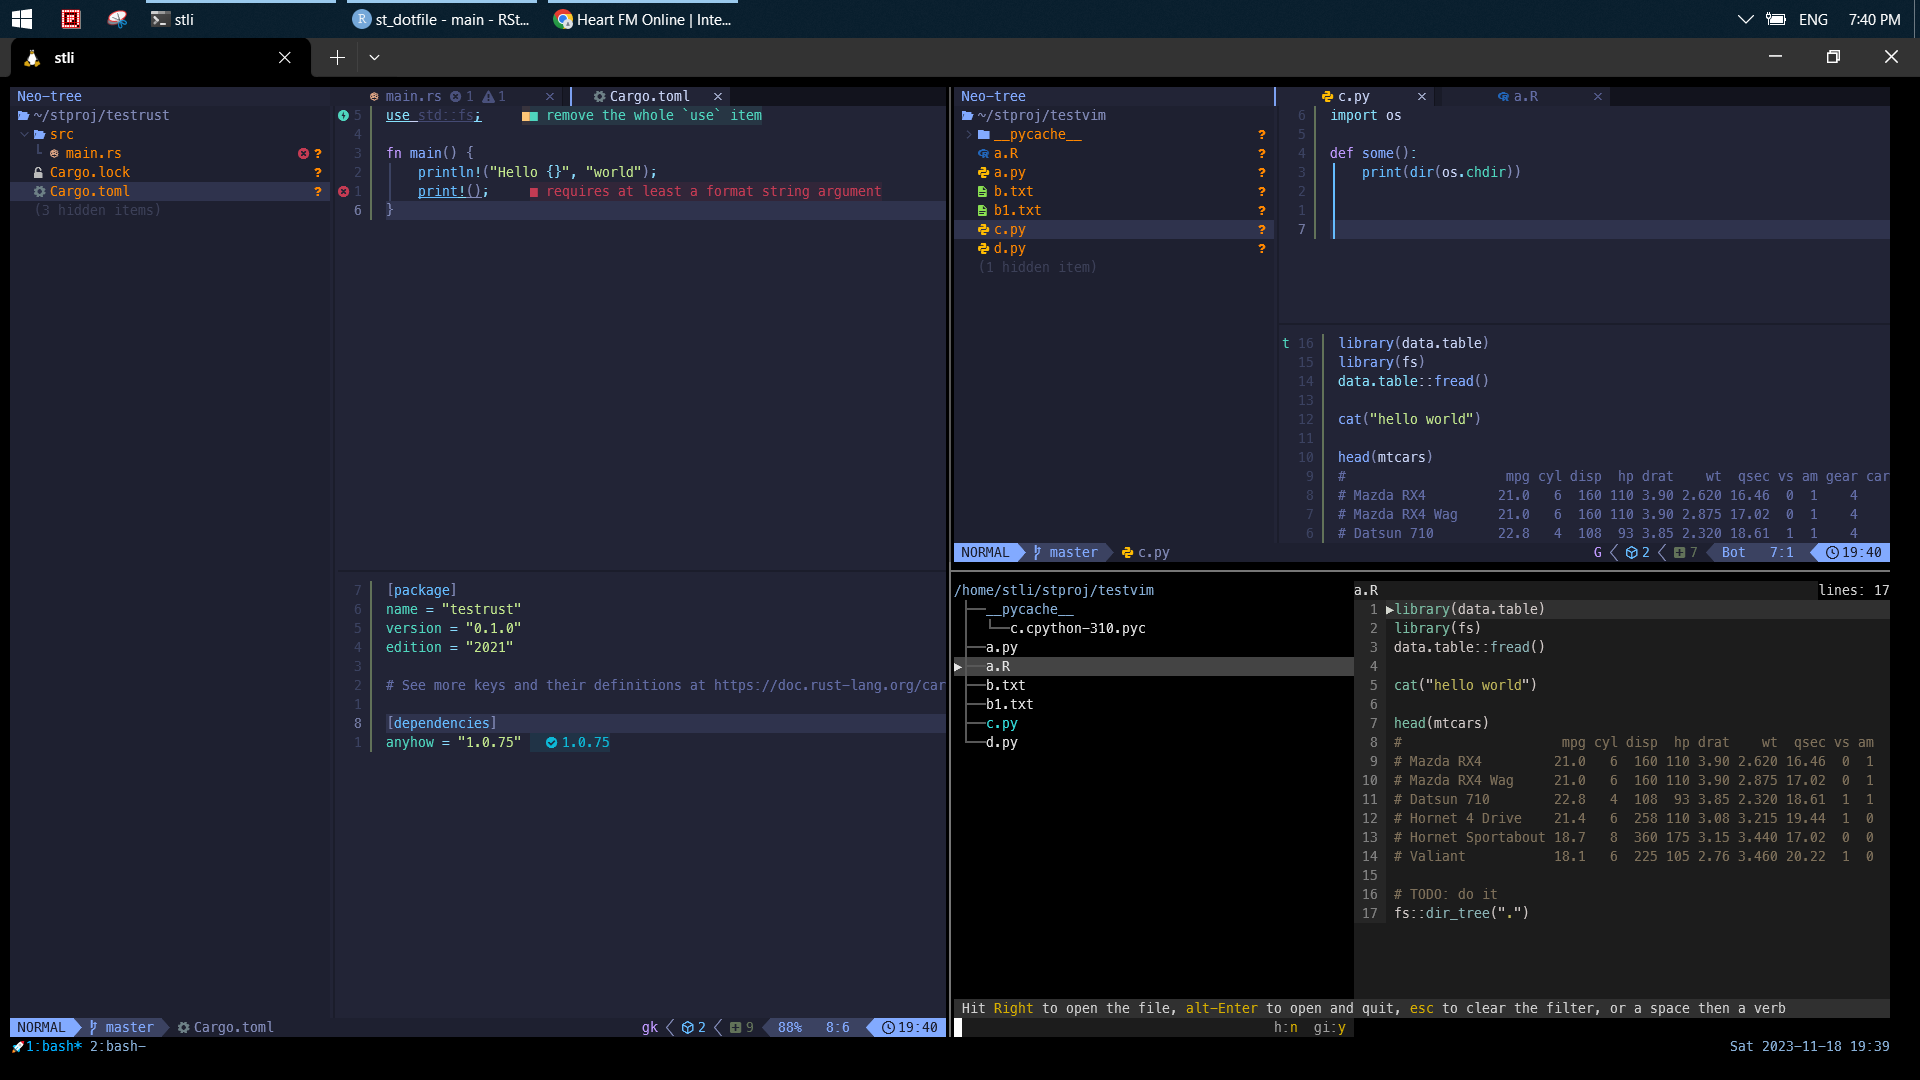 stli
st_dotfile - main - RSt...
Heart FM Online | Inte...
ENG
7:40 PM
stli
Neo-tree
~/stproj/testrust
src
main.rs ?
Cargo.lock ?
Cargo.toml ?
(3 hidden items)
main.rs 1 1
Cargo.toml
5 use std::fs; remove the whole `use` item
4
3 fn main() {
2 println!("Hello {}", "world");
1 print!(); requires at least a format string argument
6 }
7 [package]
6 name = "testrust"
5 version = "0.1.0"
4 edition = "2021"
3
2 # See more keys and their definitions at https://doc.rust-lang.org/car
1
8 [dependencies]
1 anyhow = "1.0.75" 1.0.75
NORMAL master Cargo.toml gk 2 9 88% 8:6 19:40
Neo-tree
~/stproj/testvim
__pycache__ ?
a.R ?
a.py ?
b.txt ?
b1.txt ?
c.py ?
d.py ?
(1 hidden item)
c.py
a.R
6 import os
5
4 def some():
3 print(dir(os.chdir))
2
1
7
t 16 library(data.table)
15 library(fs)
14 data.table::fread()
13
12 cat("hello world")
11
10 head(mtcars)
9 # mpg cyl disp hp drat wt qsec vs am gear car
8 # Mazda RX4 21.0 6 160 110 3.90 2.620 16.46 0 1 4
7 # Mazda RX4 Wag 21.0 6 160 110 3.90 2.875 17.02 0 1 4
6 # Datsun 710 22.8 4 108 93 3.85 2.320 18.61 1 1 4
NORMAL master c.py G 2 7 Bot 7:1 19:40
/home/stli/stproj/testvim
__pycache__
c.cpython-310.pyc
a.py
a.R
b.txt
b1.txt
c.py
d.py
a.R lines: 17
1 library(data.table)
2 library(fs)
3 data.table::fread()
4
5 cat("hello world")
6
7 head(mtcars)
8 # mpg cyl disp hp drat wt qsec vs am
9 # Mazda RX4 21.0 6 160 110 3.90 2.620 16.46 0 1
10 # Mazda RX4 Wag 21.0 6 160 110 3.90 2.875 17.02 0 1
11 # Datsun 710 22.8 4 108 93 3.85 2.320 18.61 1 1
12 # Hornet 4 Drive 21.4 6 258 110 3.08 3.215 19.44 1 0
13 # Hornet Sportabout 18.7 8 360 175 3.15 3.440 17.02 0 0
14 # Valiant 18.1 6 225 105 2.76 3.460 20.22 1 0
15
16 # TODO: do it
17 fs::dir_tree(".")
Hit Right to open the file, alt-Enter to open and quit, esc to clear the filter, or a space then a verb
h:n gi:y
1:bash* 2:bash-
Sat 2023-11-18 19:39